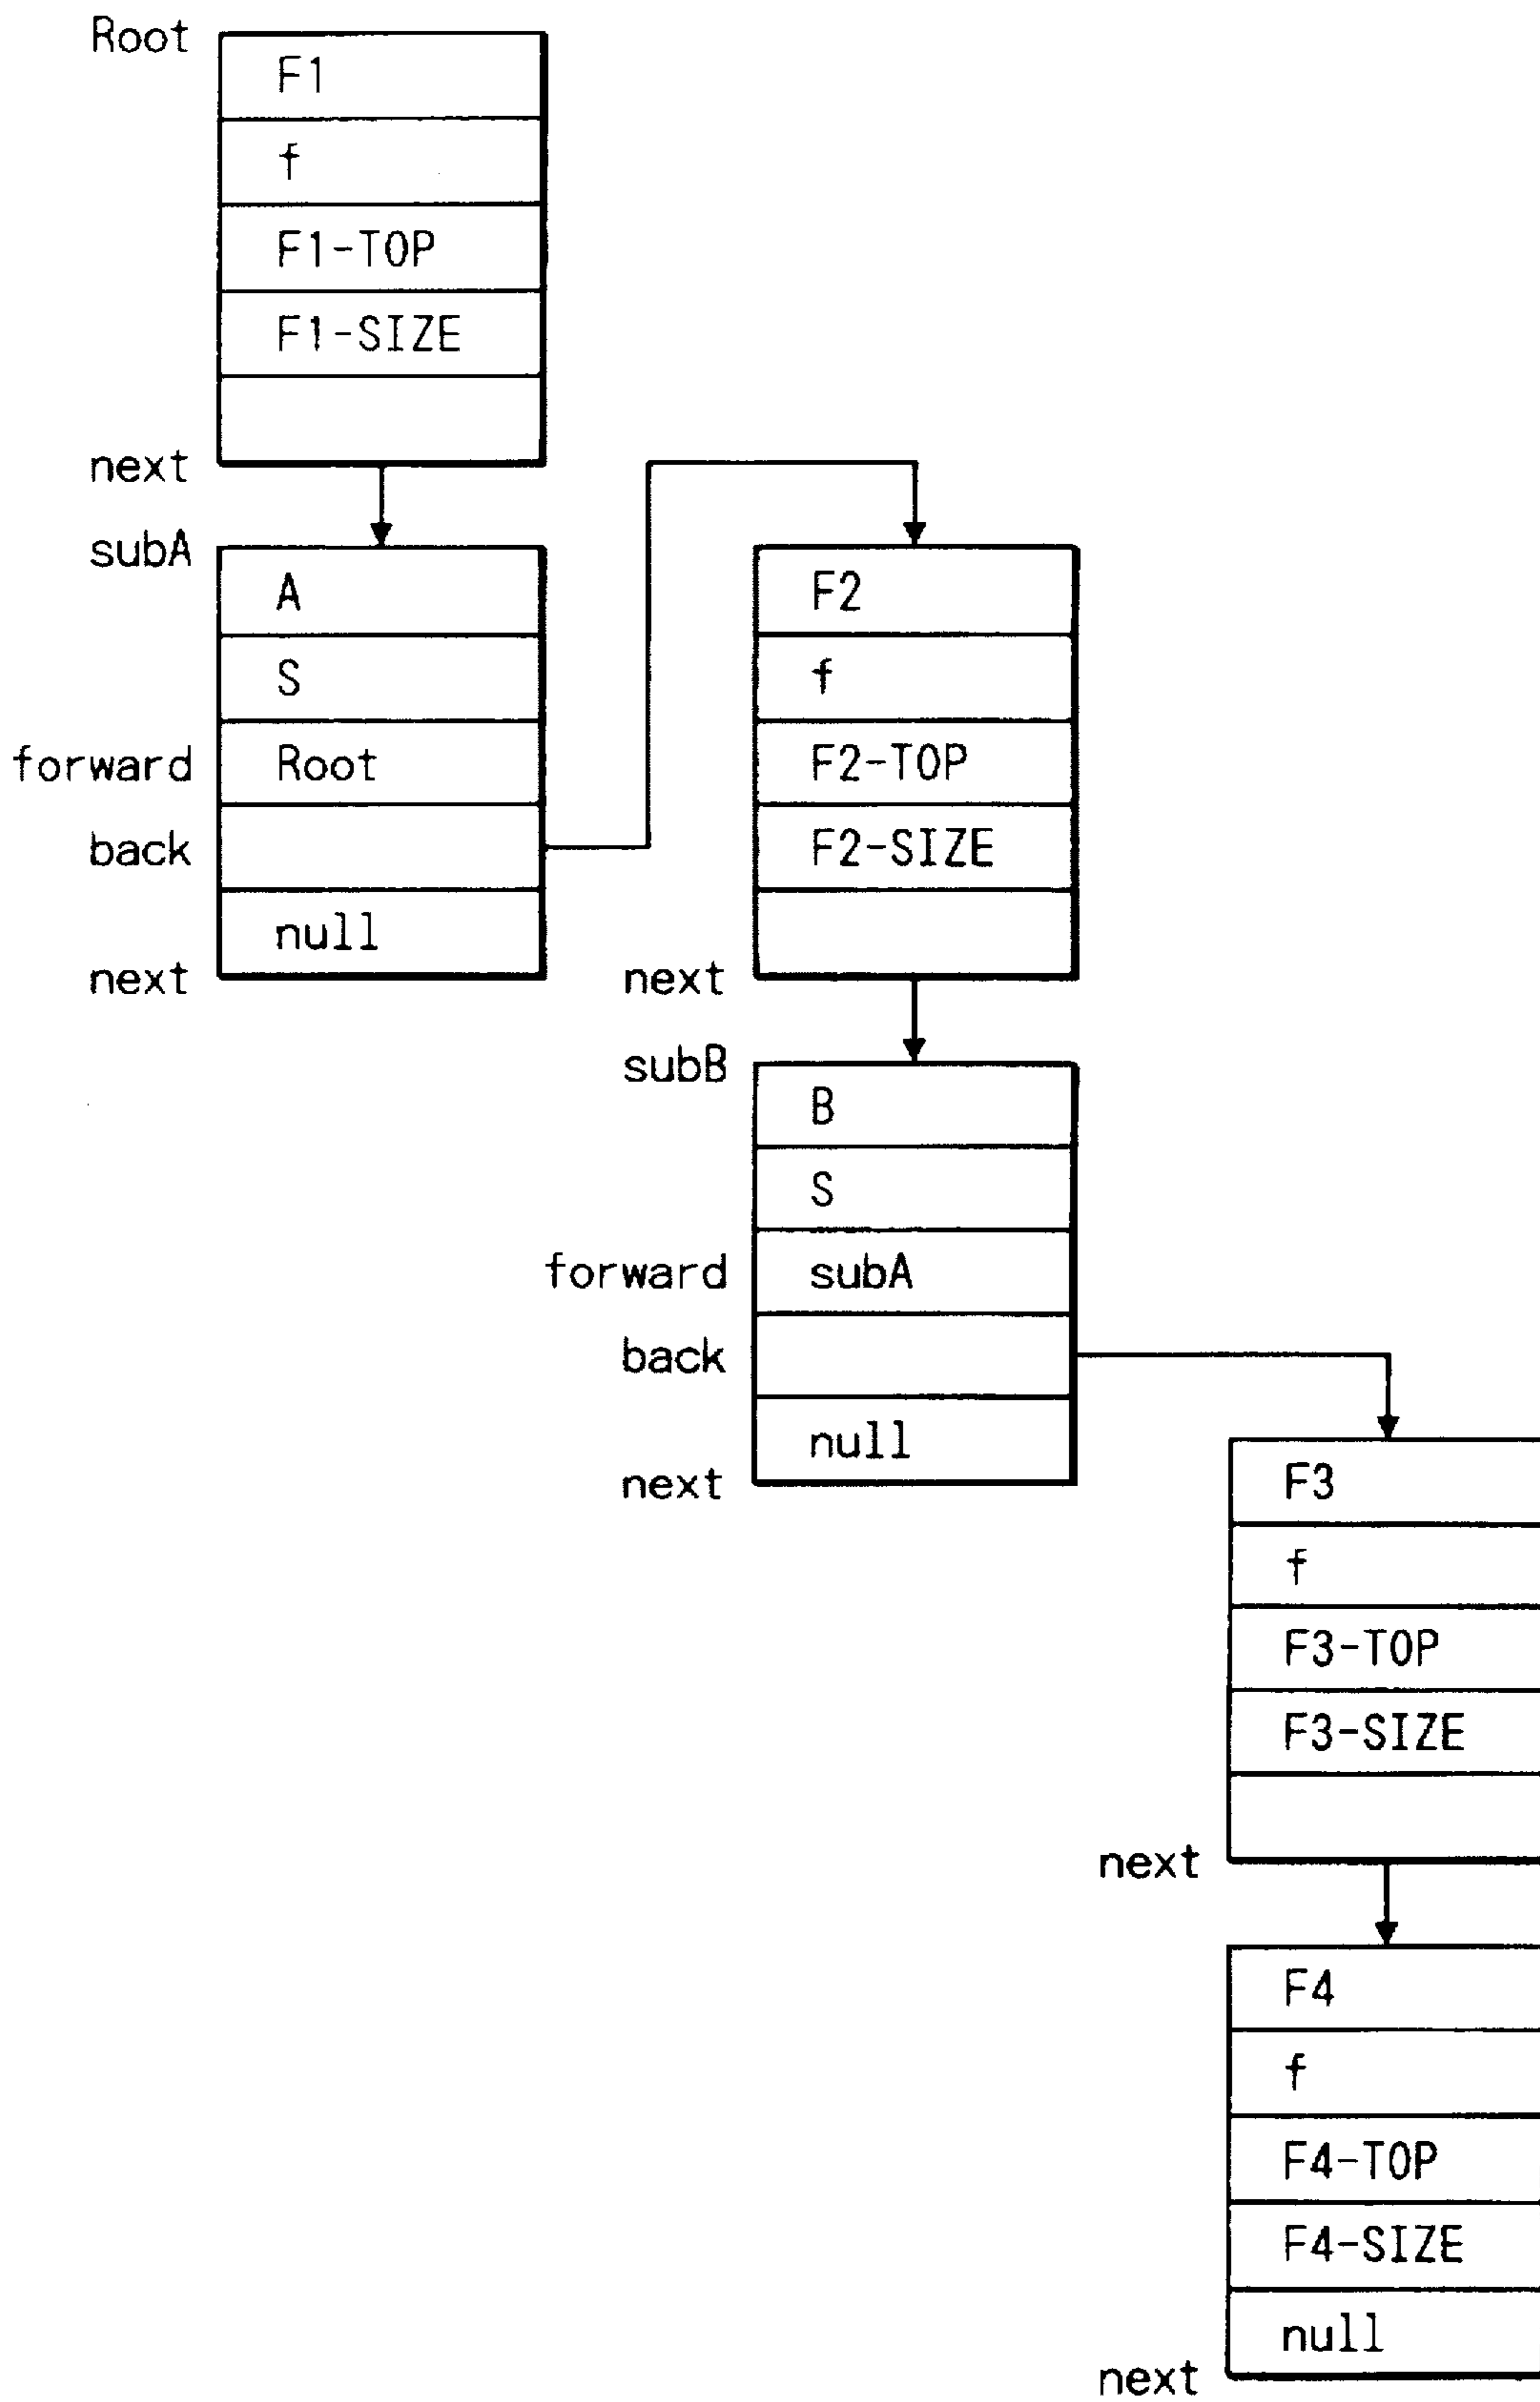 Root
F1
f
F1-TOP
F1-SIZE
next
subA
A
S
forward Root
back
null
next
F2
f
F2-TOP
F2-SIZE
next
subB
B
S
forward subA
back
null
next
F3
f
F3-TOP
F3-SIZE
next
F4
f
F4-TOP
F4-SIZE
null
next